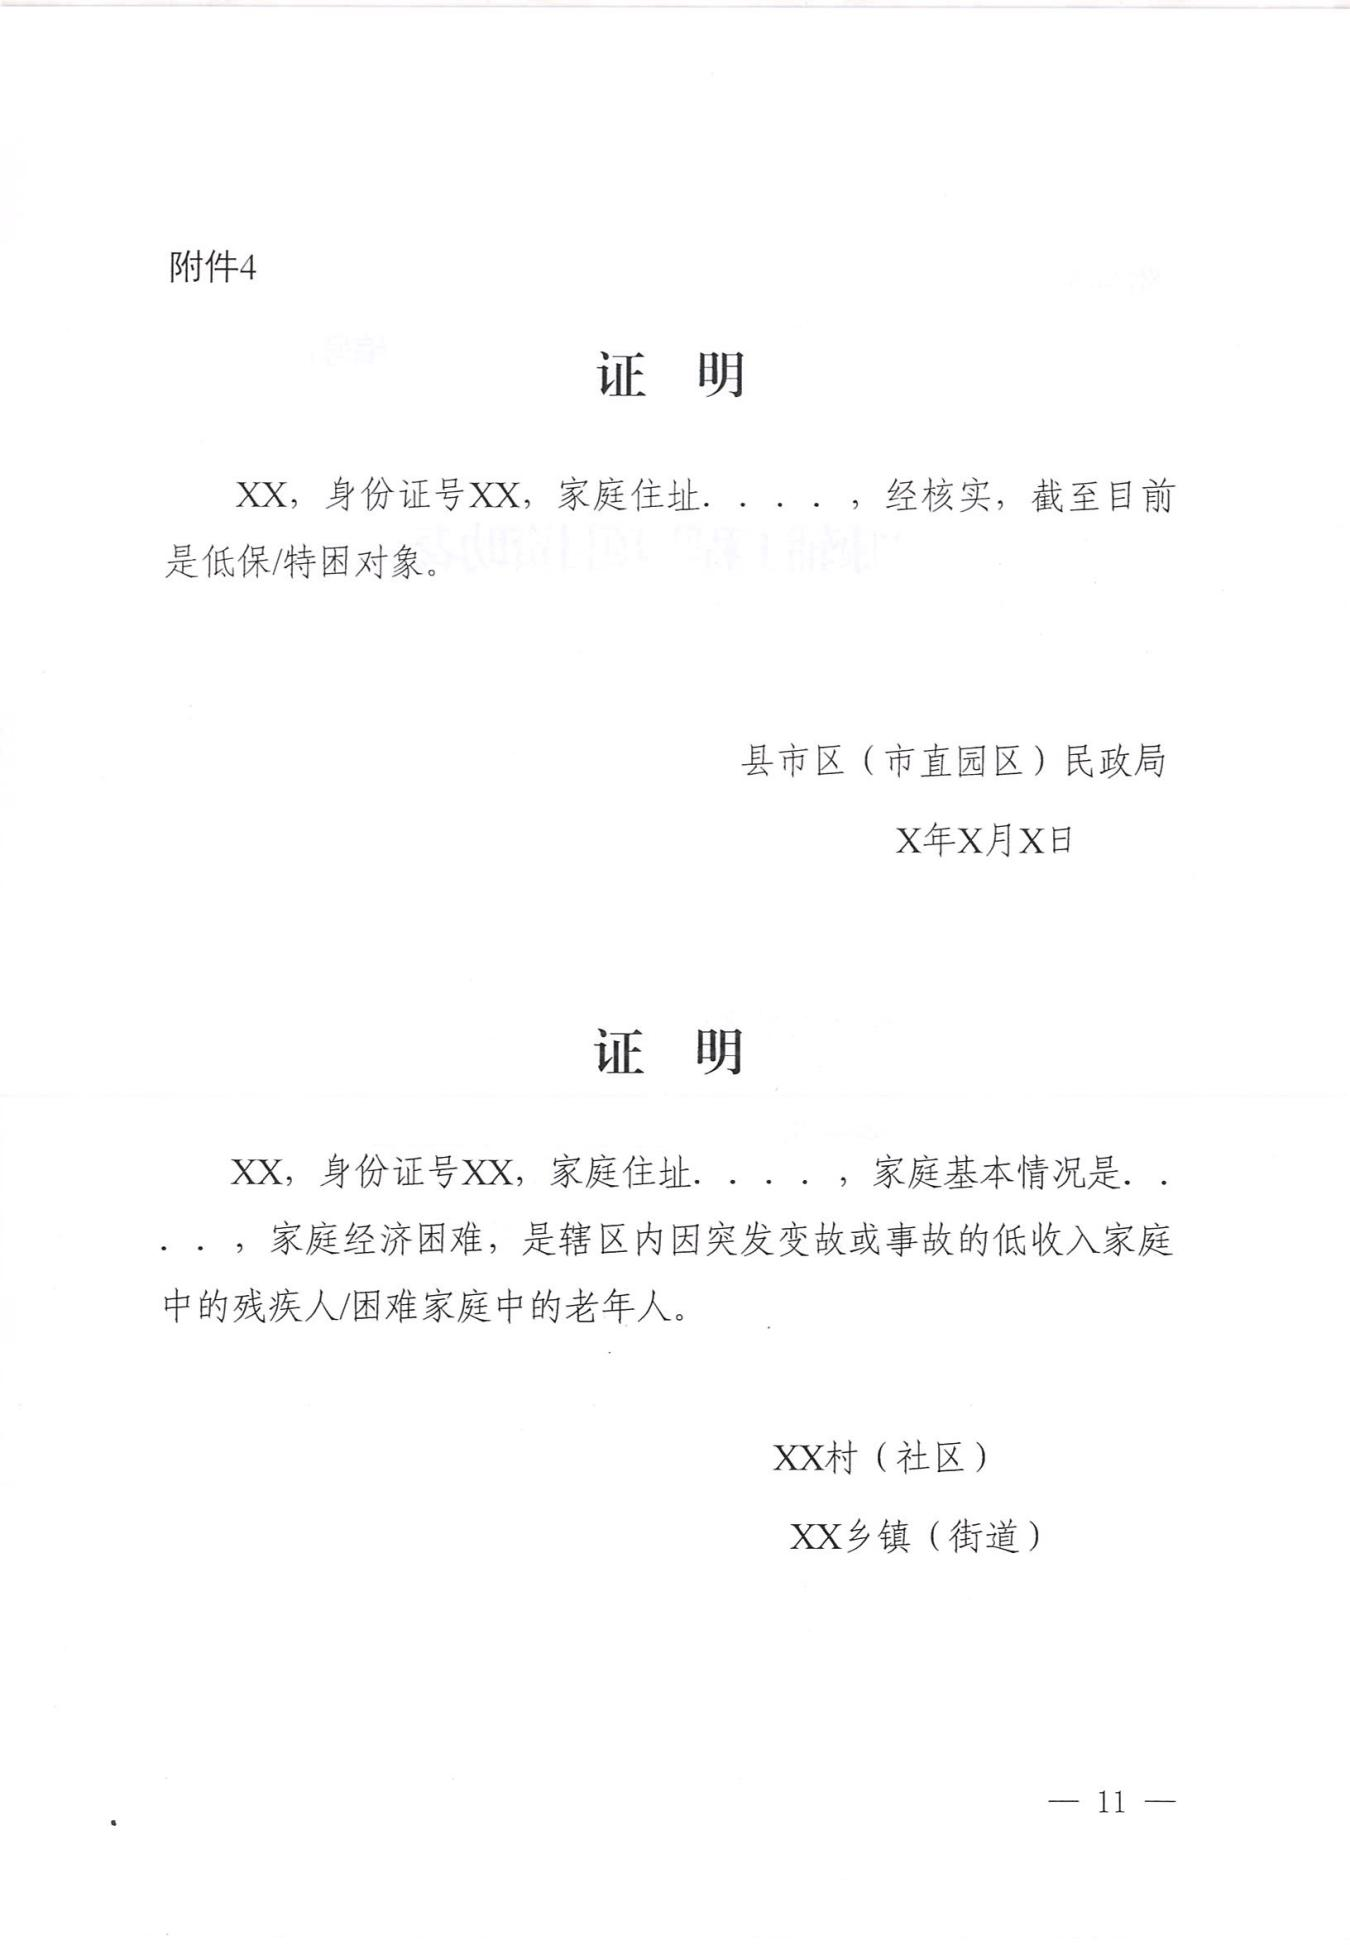 附件4
证 明
XX，身份证号XX，家庭住址．．．．，经核实，截至目前
是低保/特困对象。
县市区（市直园区）民政局
X年X月X日
证 明
XX，身份证号XX，家庭住址．．．．，家庭基本情况是．．
．．，家庭经济困难，是辖区内因突发变故或事故的低收入家庭
中的残疾人/困难家庭中的老年人。
XX村（社区）
XX乡镇（街道）
— 11 —